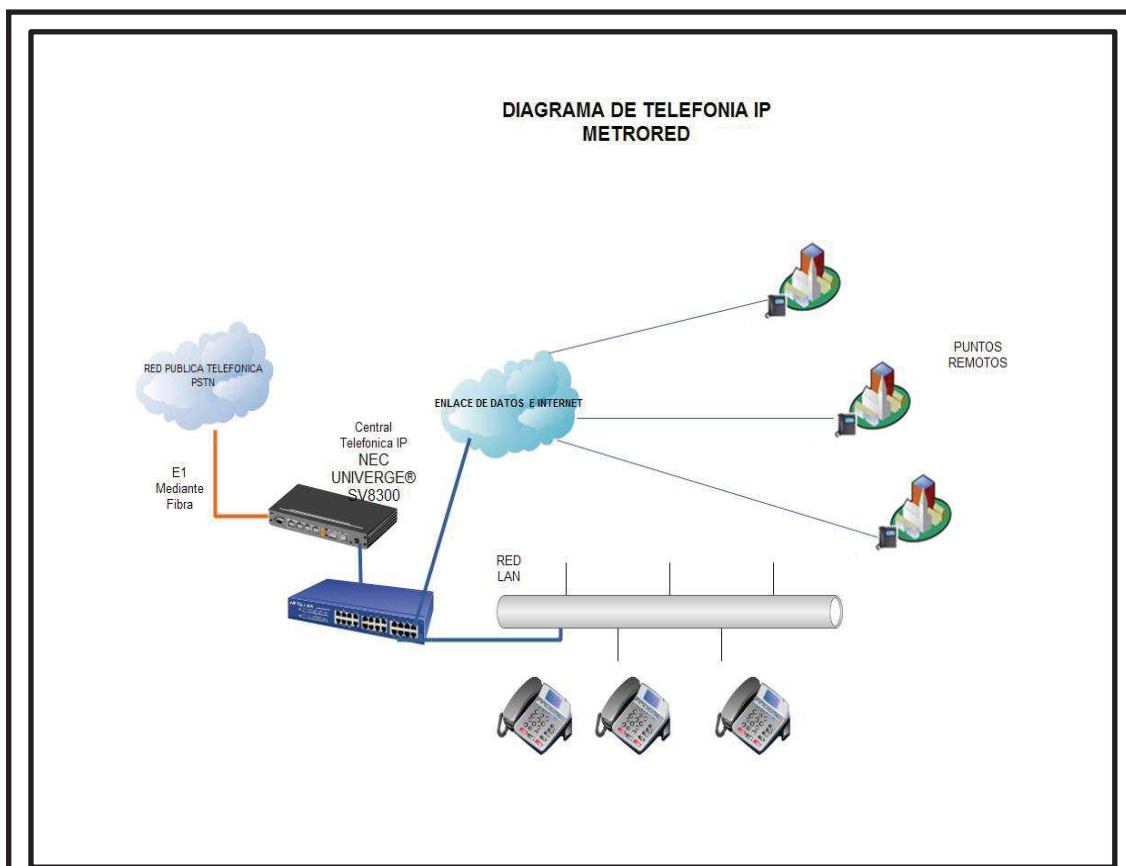 DIAGRAMA DE TELEFONIA IP
METRORED
RED PUBLICA TELEFONICA
PSTN
ENLACE DE DATOS E INTERNET
PUNTOS
REMOTOS
Central
Telefonica IP
NEC
UNIVERGE®
SV8300
E1
Mediante
Fibra
RED
LAN